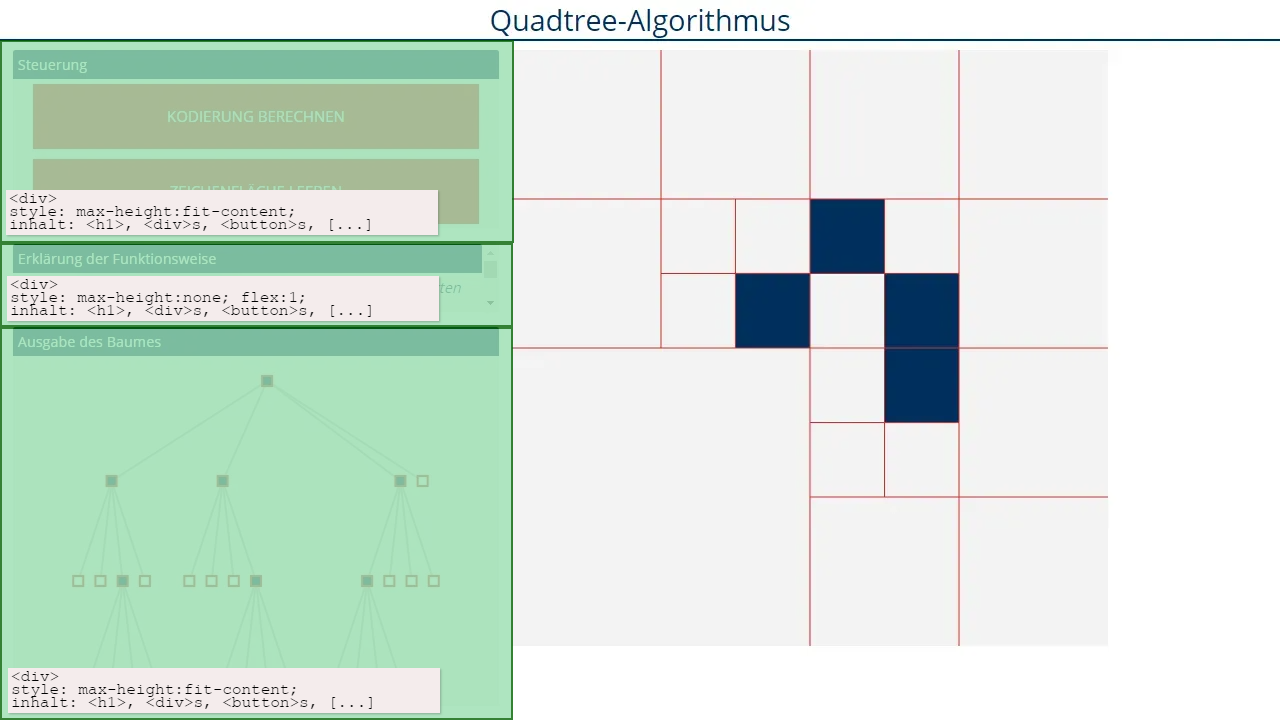 Quadtree-Algorithmus
Steuerung
KODIERUNG BERECHNEN
ZEICHENFLÄCHE LEEREN
<div>
style: max-height:fit-content;
inhalt: <h1>, <div>s, <button>s, [...]
Erklärung der Funktionsweise
<div>
style: max-height:none; flex:1;
inhalt: <h1>, <div>s, <button>s, [...]
Ausgabe des Baumes
<div>
style: max-height:fit-content;
inhalt: <h1>, <div>s, <button>s, [...]